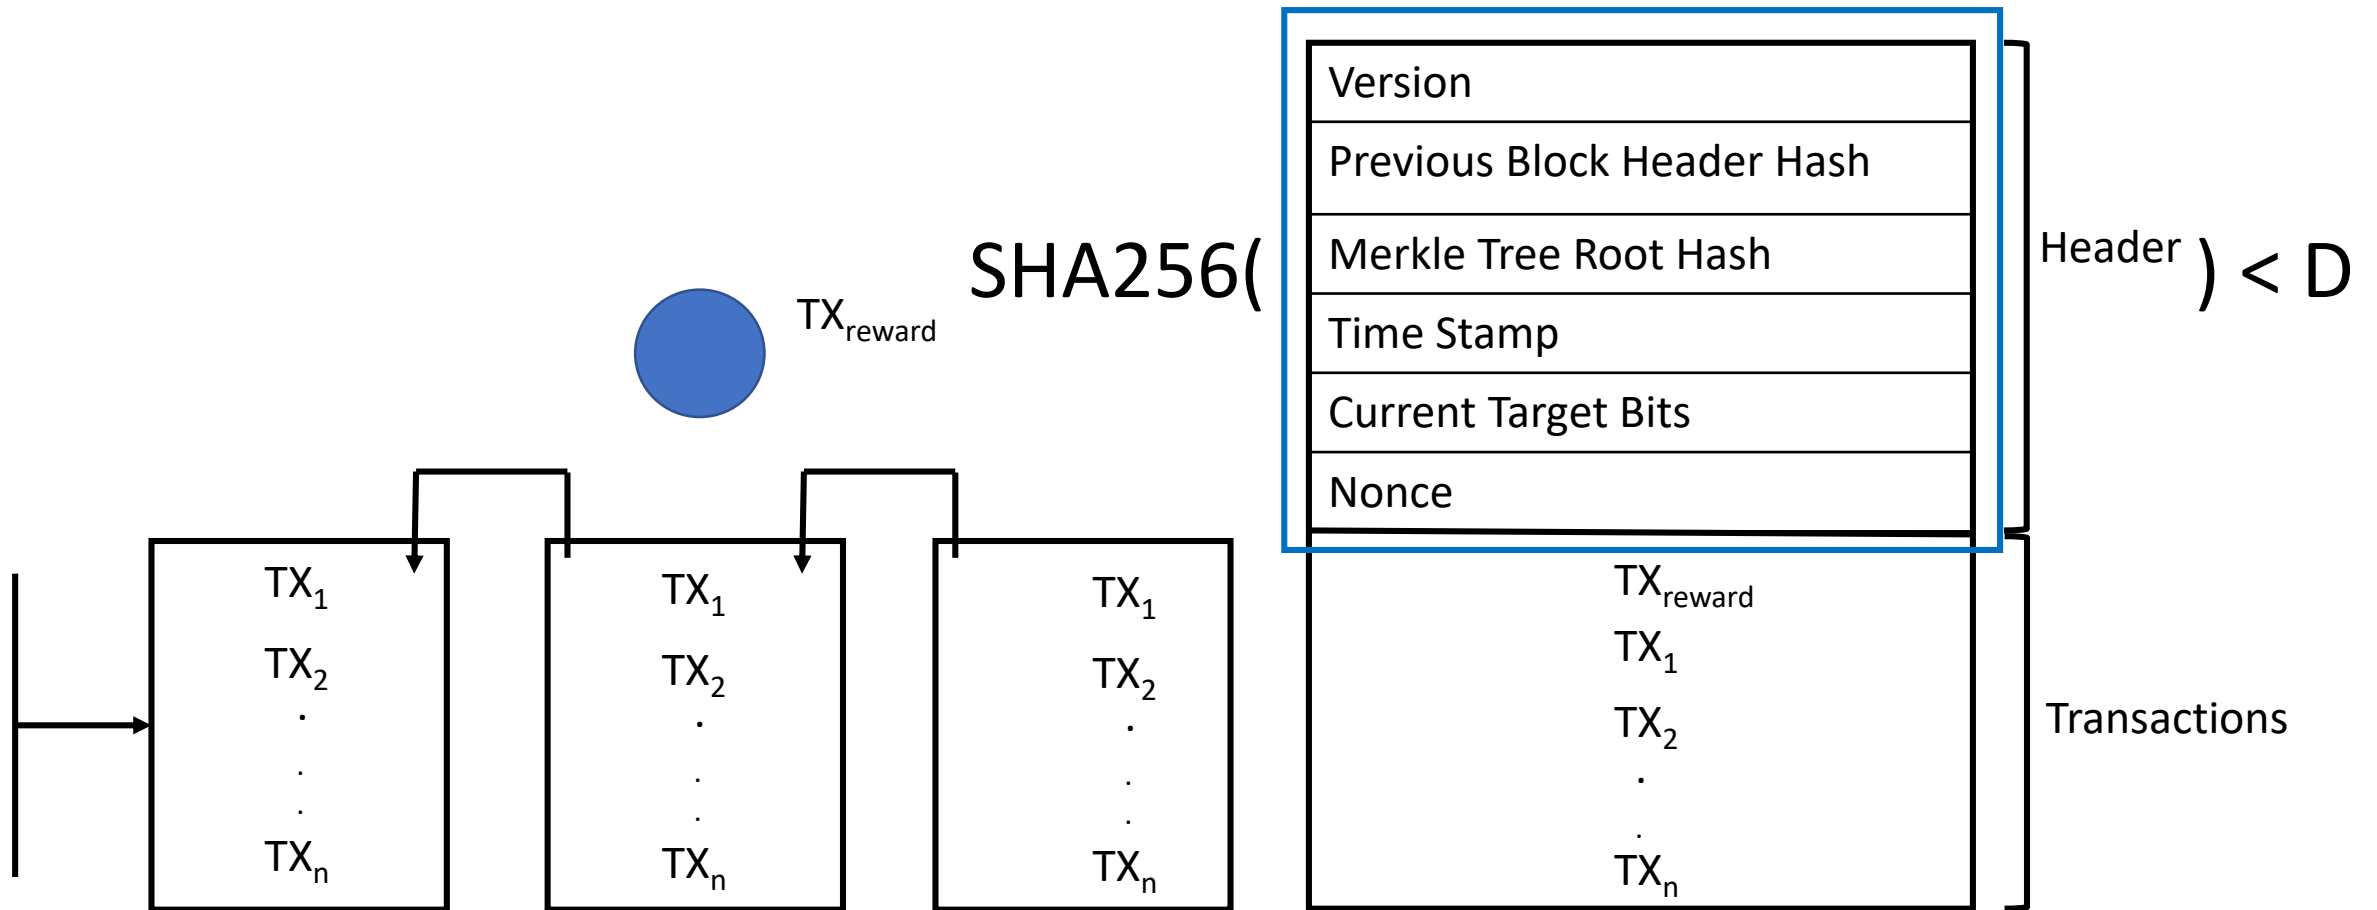 Version
Previous Block Header Hash
SHA256(
Merkle Tree Root Hash
Header
) < D
TXreward
Time Stamp
Current Target Bits
Nonce
TX1
TX2
.
.
.
TXn
TX1
TX2
.
.
.
TXn
TX1
TX2
.
.
.
TXn
TXreward
TX1
TX2
.
.
TXn
Transactions